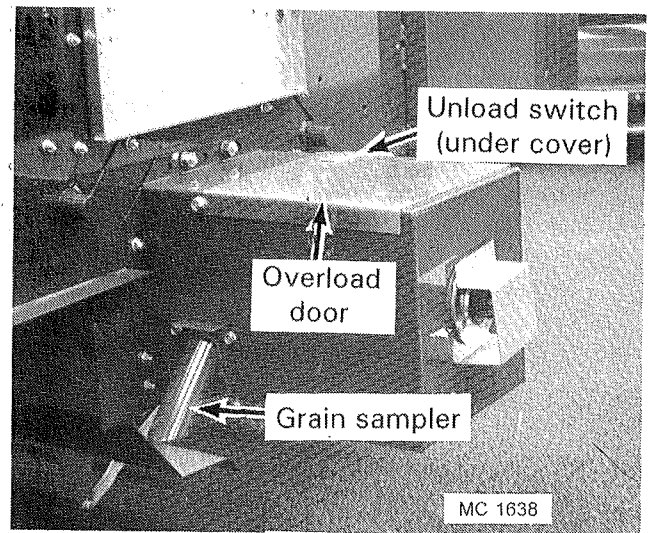 Unload switch
(under cover)
Overload
door
Grain sampler
MC 1638